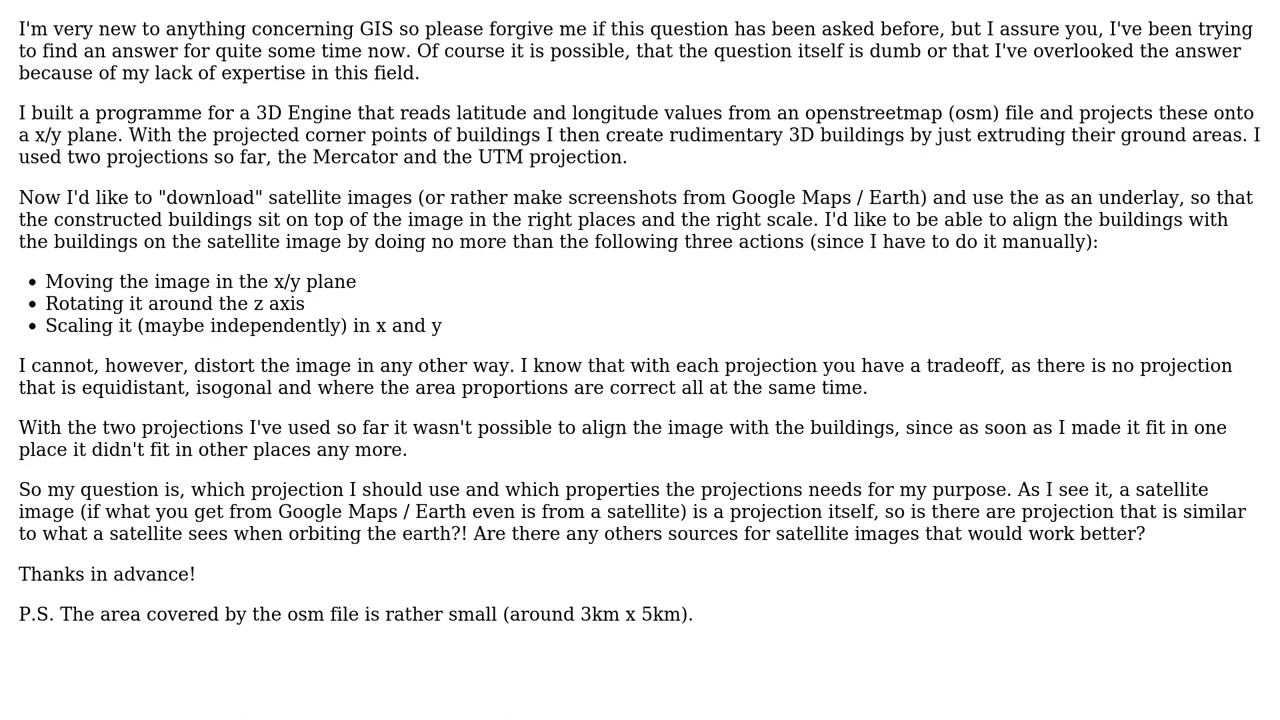 I'm very new to anything concerning GIS so please forgive me if this question has been asked before, but I assure you, I've been trying
to find an answer for quite some time now. Of course it is possible, that the question itself is dumb or that I've overlooked the answer
because of my lack of expertise in this field.
I built a programme for a 3D Engine that reads latitude and longitude values from an openstreetmap (osm) file and projects these onto
a x/y plane. With the projected corner points of buildings I then create rudimentary 3D buildings by just extruding their ground areas. I
used two projections so far, the Mercator and the UTM projection.
Now I'd like to "download" satellite images (or rather make screenshots from Google Maps / Earth) and use the as an underlay, so that
the constructed buildings sit on top of the image in the right places and the right scale. I'd like to be able to align the buildings with
the buildings on the satellite image by doing no more than the following three actions (since I have to do it manually):
• Moving the image in the x/y plane
• Rotating it around the z axis
• Scaling it (maybe independently) in x and y
I cannot, however, distort the image in any other way. I know that with each projection you have a tradeoff, as there is no projection
that is equidistant, isogonal and where the area proportions are correct all at the same time.
With the two projections I've used so far it wasn't possible to align the image with the buildings, since as soon as I made it fit in one
place it didn't fit in other places any more.
So my question is, which projection I should use and which properties the projections needs for my purpose. As I see it, a satellite
image (if what you get from Google Maps / Earth even is from a satellite) is a projection itself, so is there are projection that is similar
to what a satellite sees when orbiting the earth?! Are there any others sources for satellite images that would work better?
Thanks in advance!
P.S. The area covered by the osm file is rather small (around 3km x 5km).